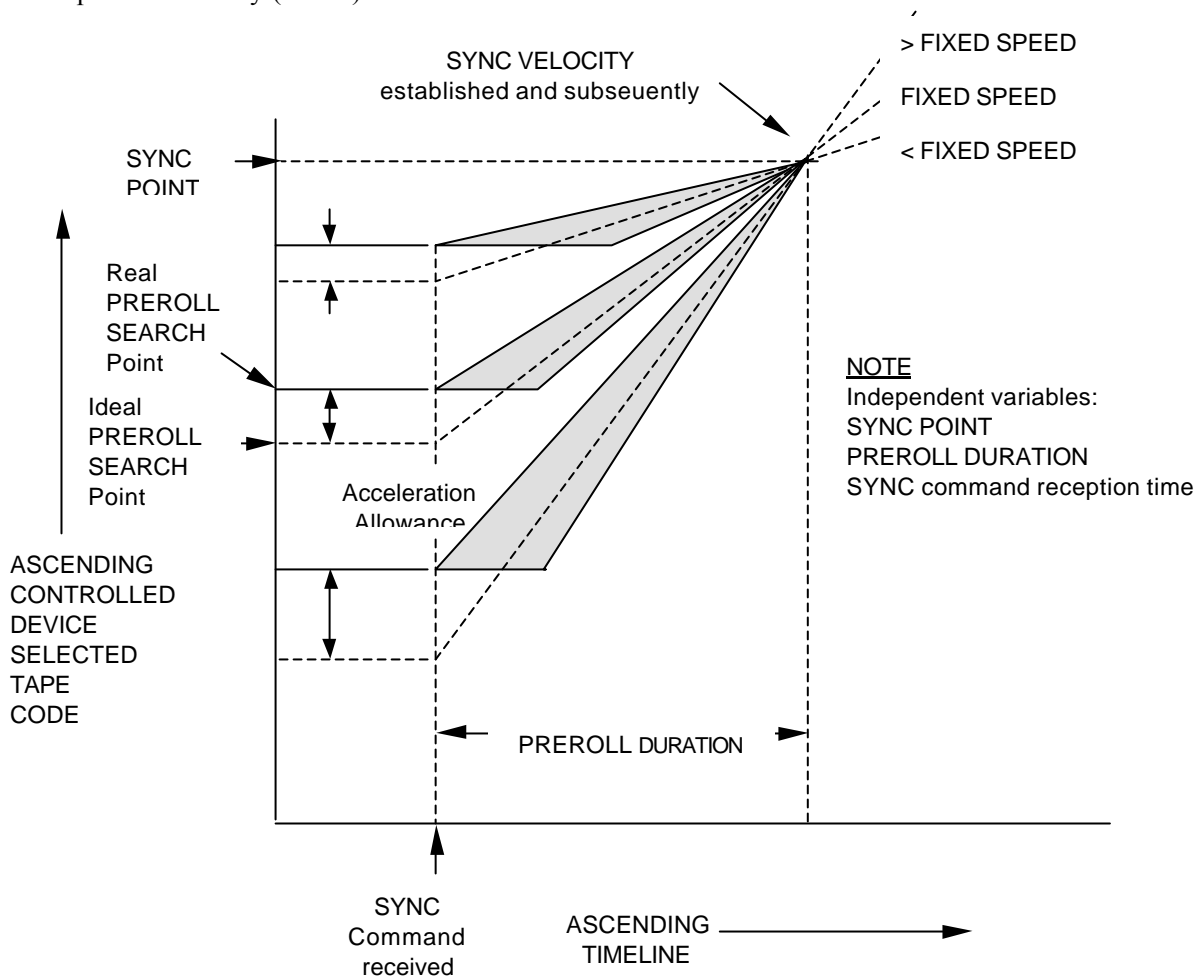 > FIXED SPEED
SYNC VELOCITY
established and subseuently
FIXED SPEED
< FIXED SPEED
SYNC
POINT
Real
PREROLL
SEARCH
Point
Ideal
PREROLL
SEARCH
Point
NOTE
Independent variables:
SYNC POINT
PREROLL DURATION
SYNC command reception time
Acceleration
Allowance
ASCENDING
CONTROLLED
DEVICE
SELECTED
TAPE
CODE
PREROLL DURATION
SYNC
Command
received
ASCENDING
TIMELINE